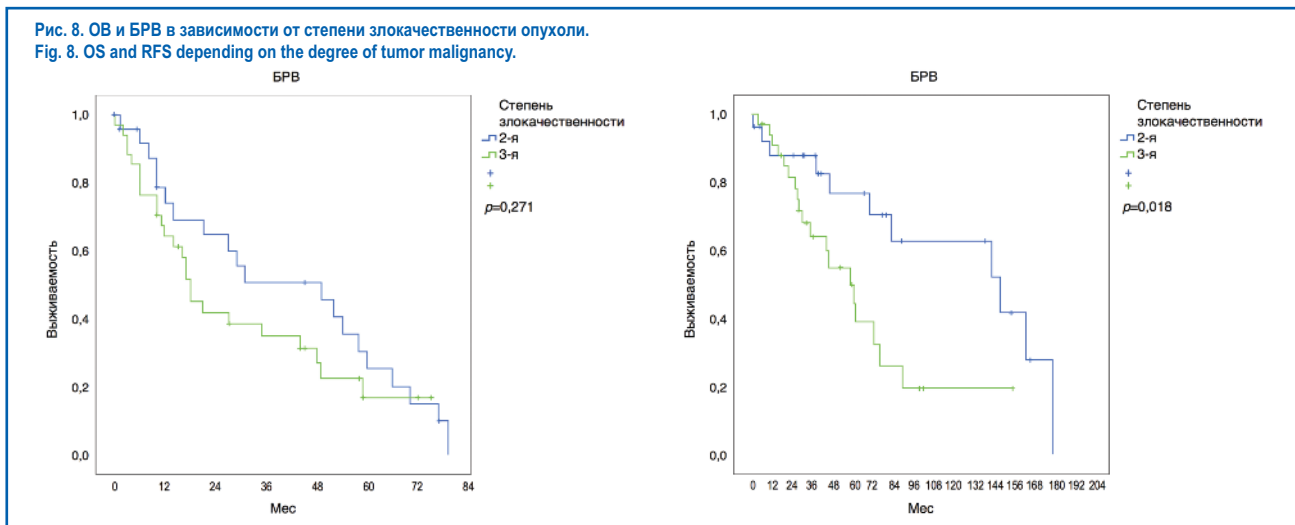 Рис. 8. ОВ и БРВ в зависимости от степени злокачественности опухоли.
Fig. 8. OS and RFS depending on the degree of tumor malignancy.
БРВ
Выживаемость
1,0
0,8
0,6
0,4
0,2
0,0
0 12 24 36 48 60 72 84
Мес
Степень
злокачественности
2-я
3-я
p=0,271
БРВ
Выживаемость
1,0
0,8
0,6
0,4
0,2
0,0
0 12 24 36 48 60 72 84 96 108 120 132 144 156 168 180 192 204
Мес
Степень
злокачественности
2-я
3-я
p=0,018